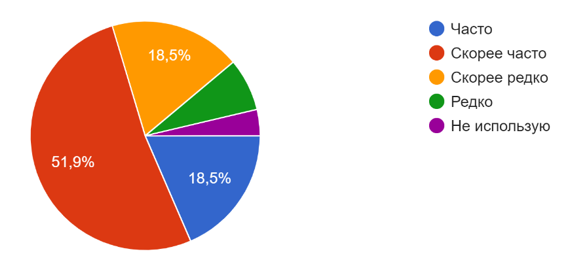 18,5%
51,9%
18,5%
Часто
Скорее часто
Скорее редко
Редко
Не использую